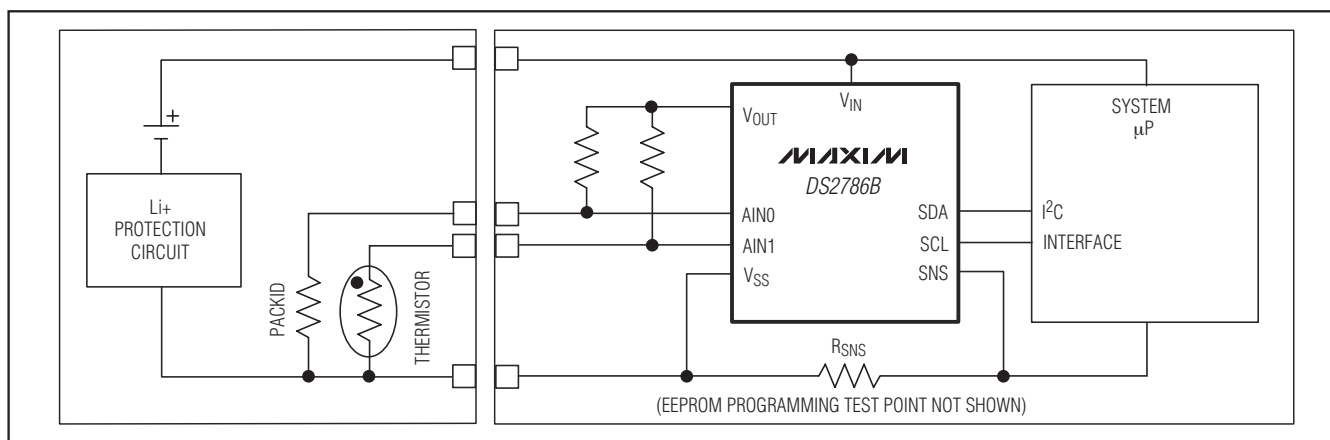 +
Li+
PROTECTION
CIRCUIT
PACKID
THERMISTOR
VIN
VOUT
MAXIM
DS2786B
AIN0
AIN1
VSS
SDA
SCL
SNS
SYSTEM
μP
I²C
INTERFACE
RSNS
(EEPROM PROGRAMMING TEST POINT NOT SHOWN)